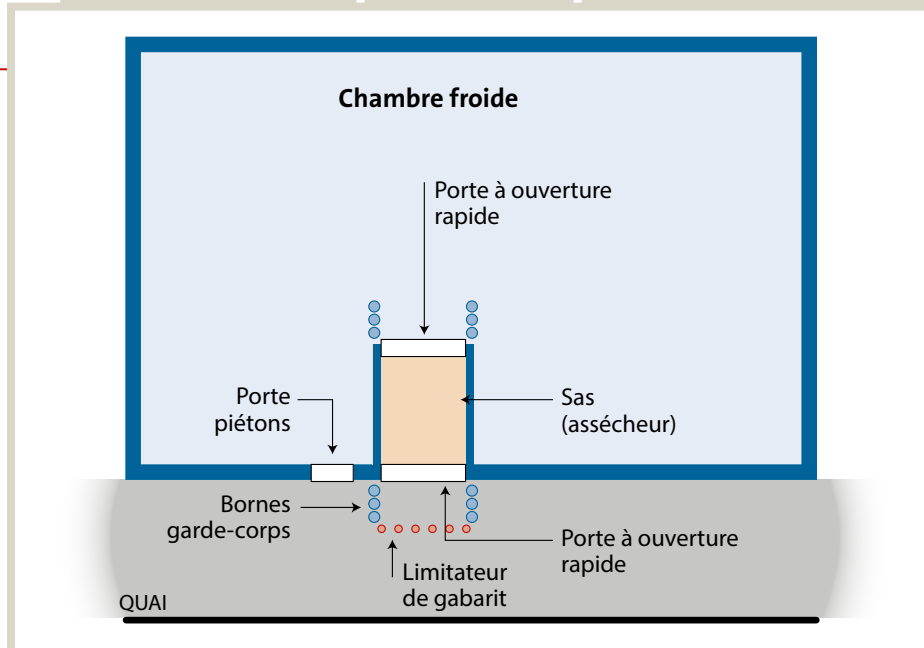 Chambre froide
Porte à ouverture
rapide
Porte
piétons
Sas
(assécheur)
Bornes
garde-corps
Porte à ouverture
rapide
Limitateur
de gabarit
QUAI